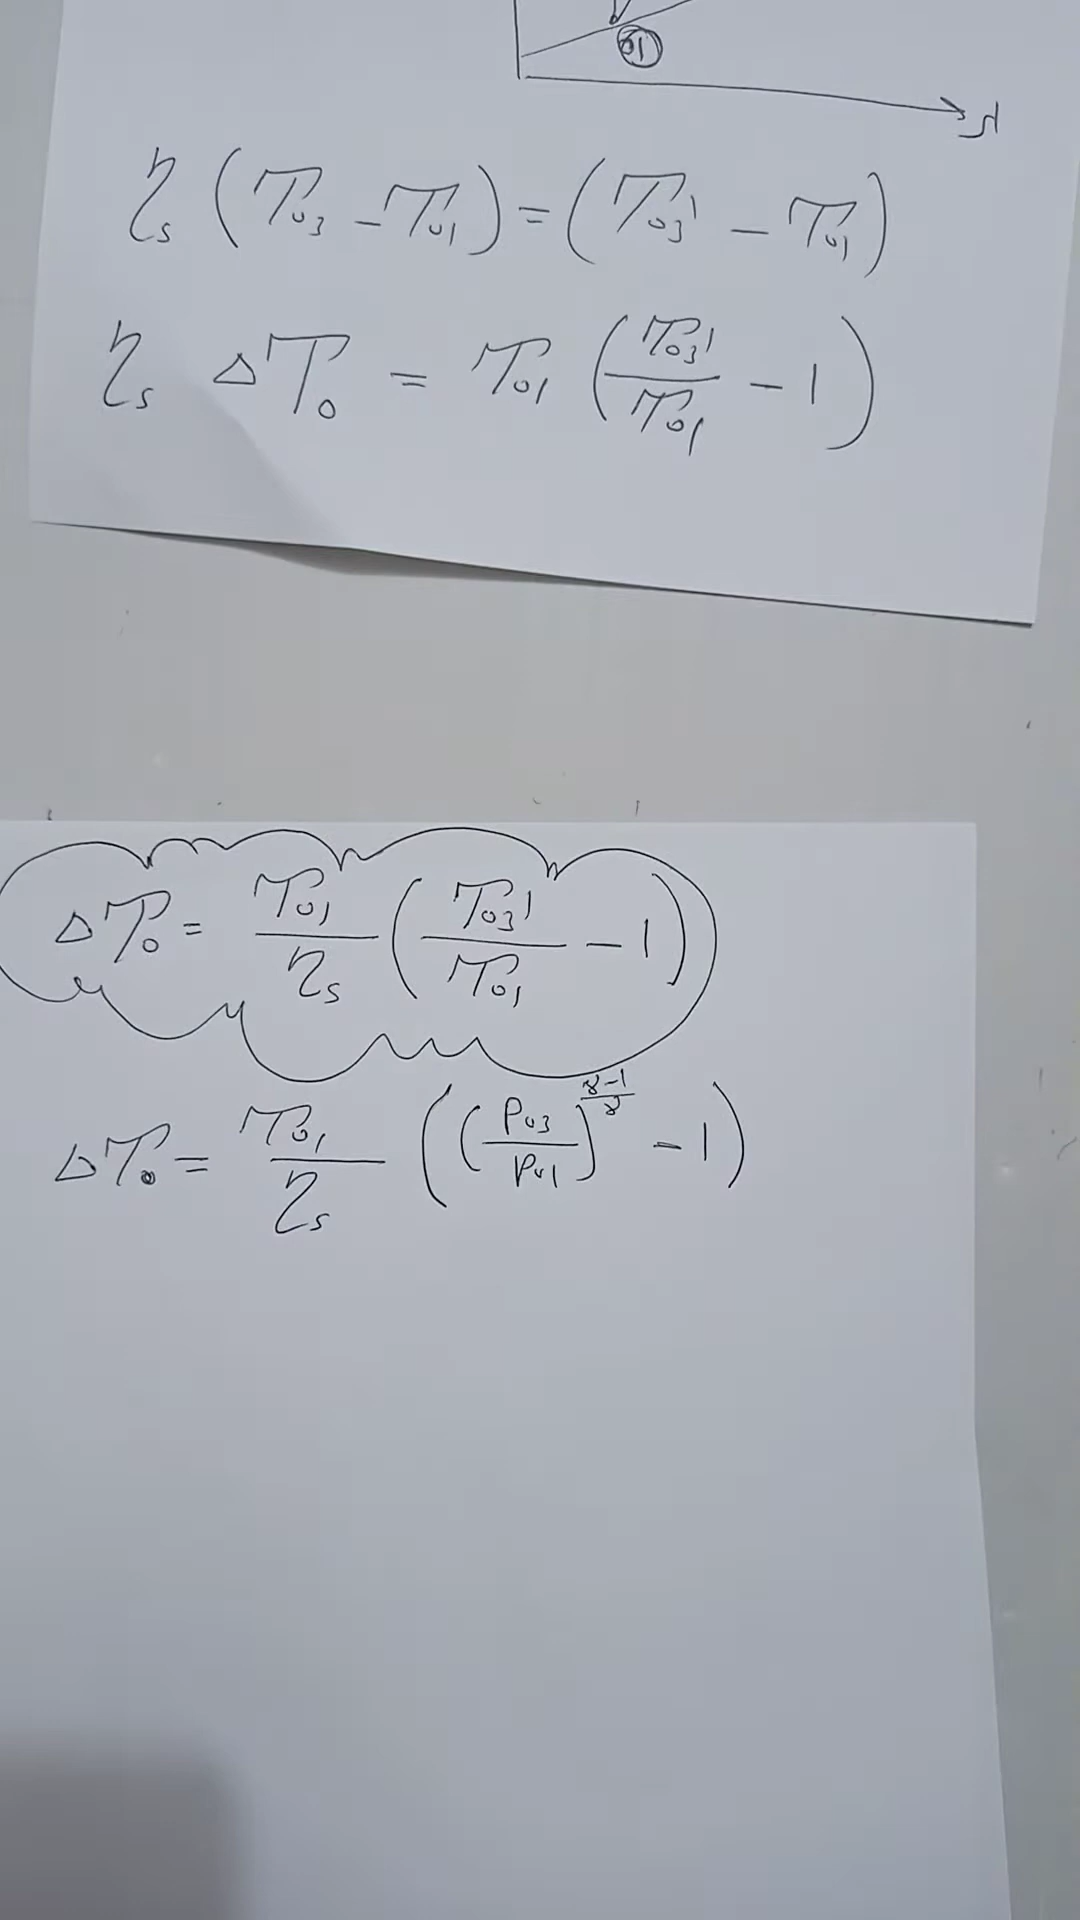 01
s
η_s (T_03 - T_01) = (T_03' - T_01)
η_s ΔT_0 = T_01 (T_03'/T_01 - 1)
ΔT_0 = T_01/η_s (T_03'/T_01 - 1)
ΔT_0 = T_01/η_s ((P_03/P_01)^(γ-1/γ) - 1)